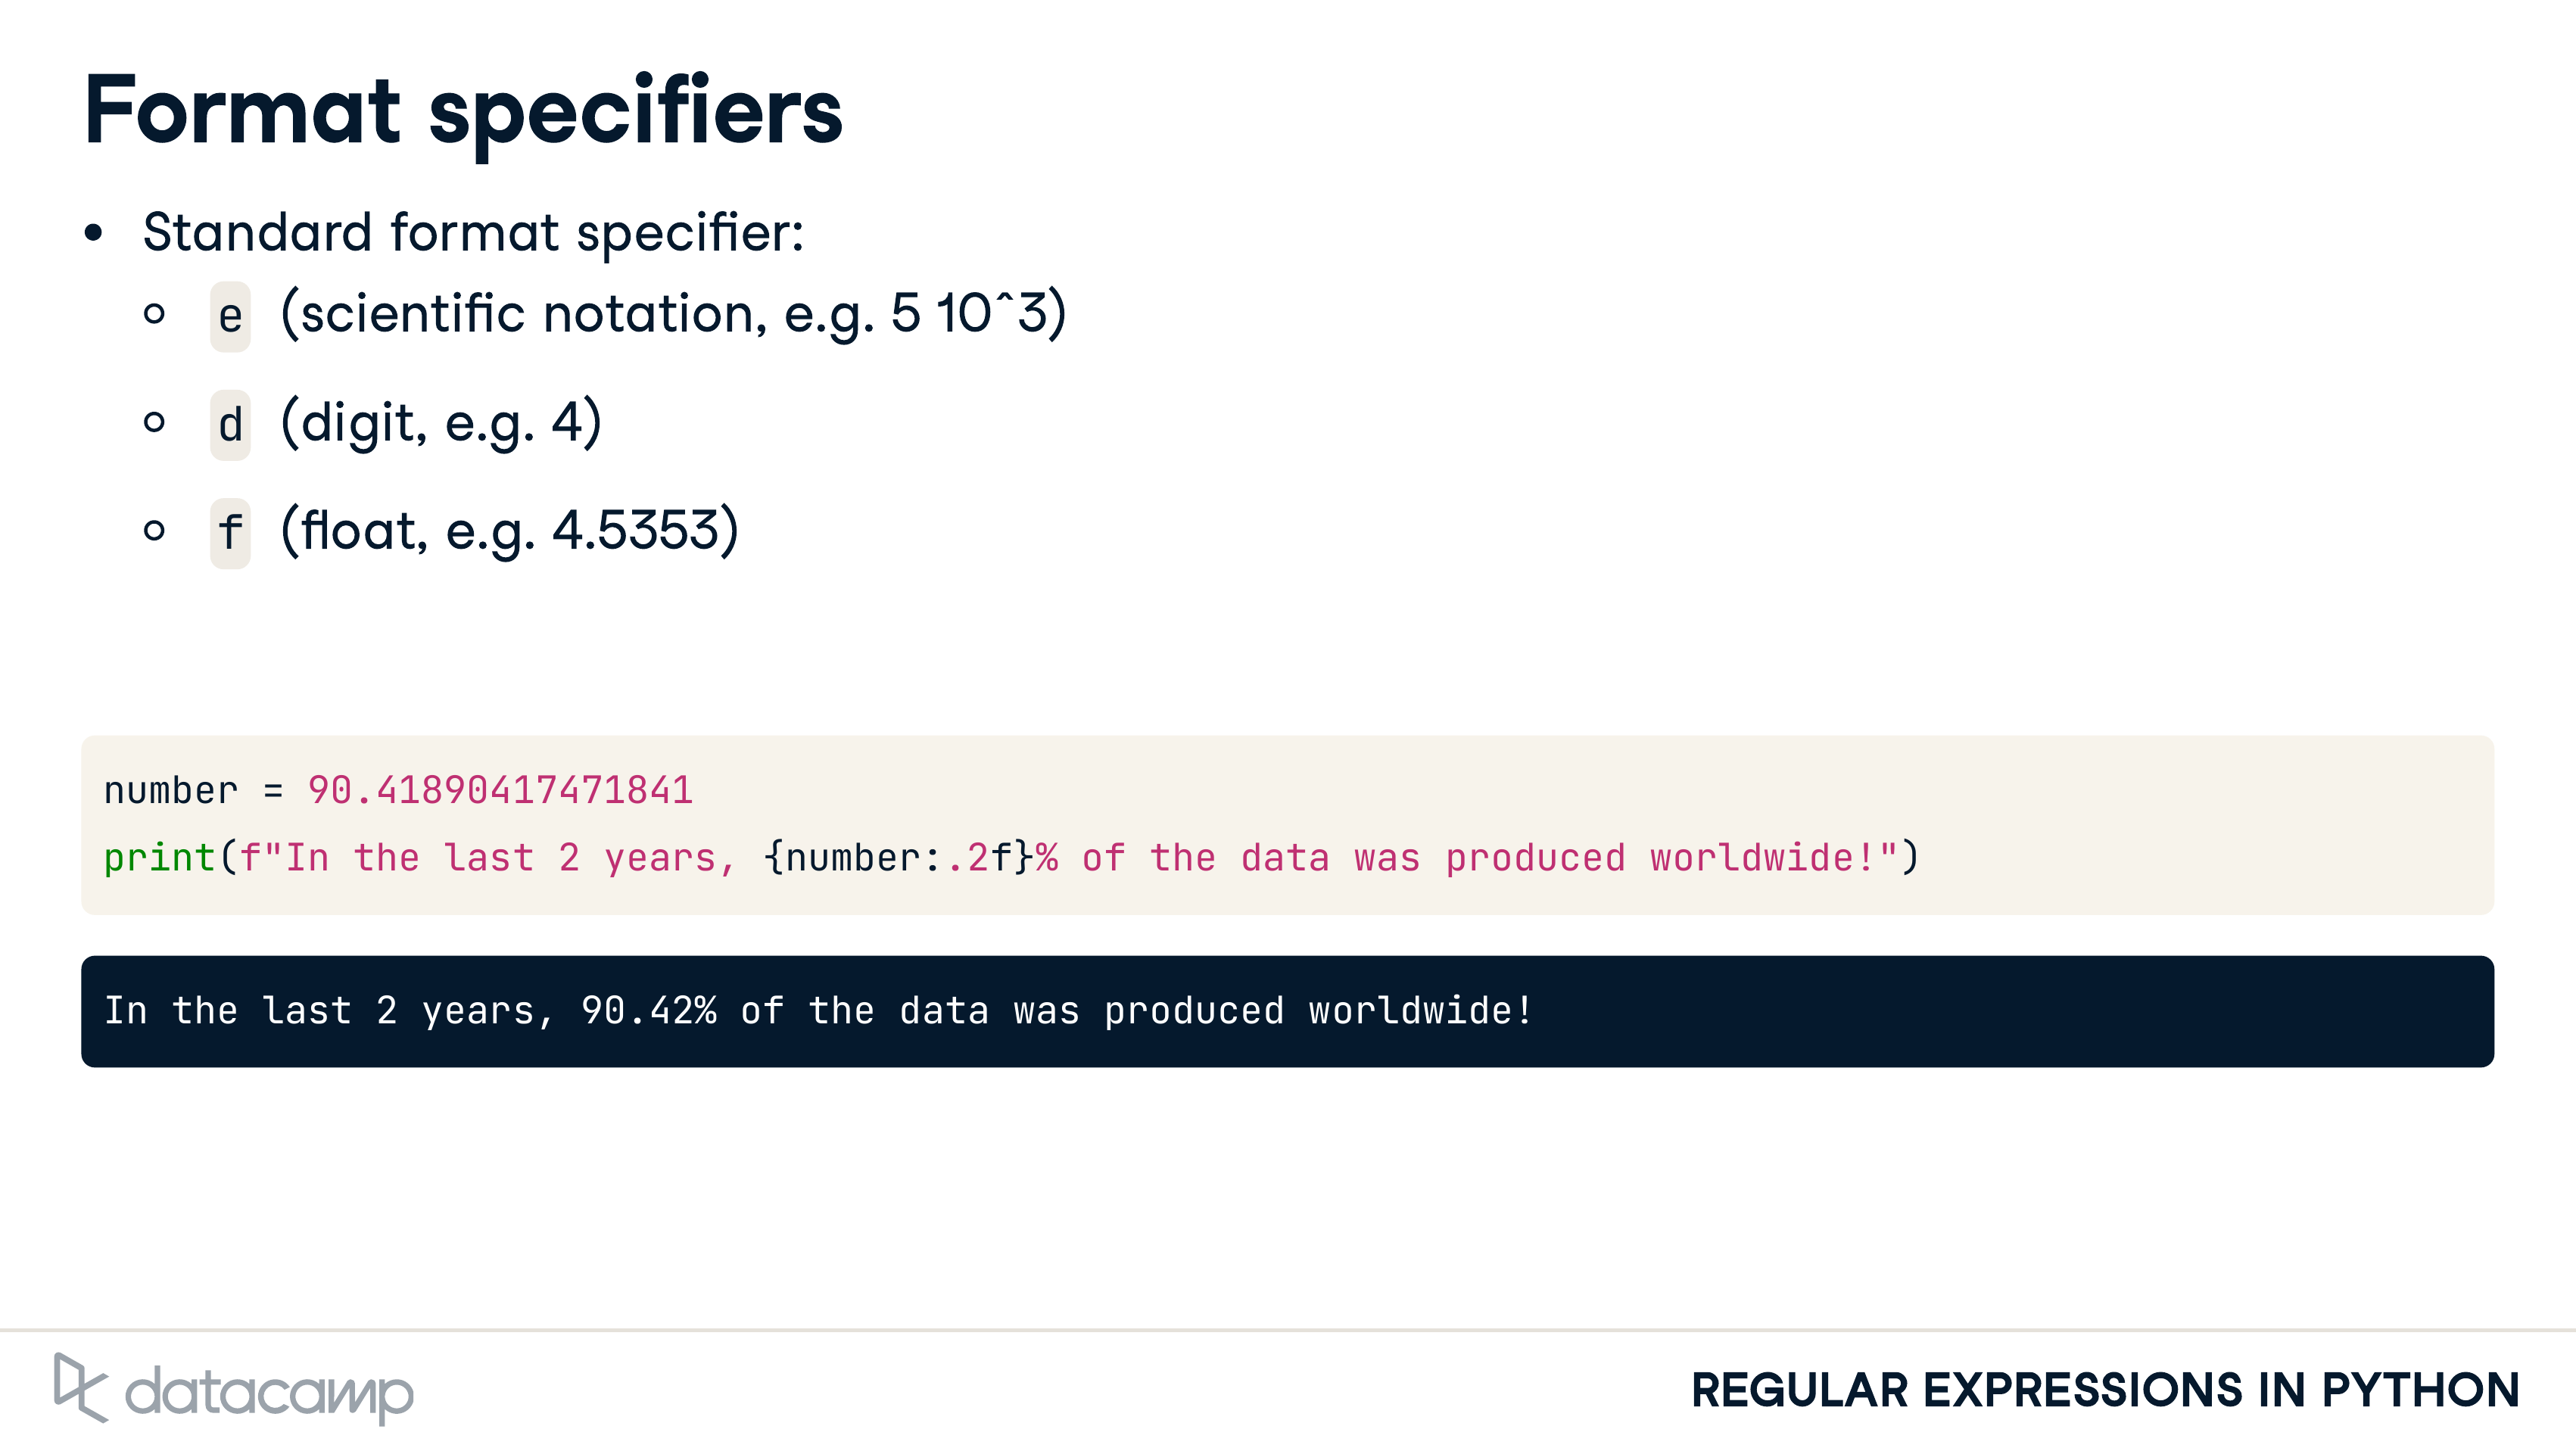 Format specifiers
• Standard format specifier:
e (scientific notation, e.g. 5 10^3)
d (digit, e.g. 4)
f (float, e.g. 4.5353)
number = 90.41890417471841
print(f"In the last 2 years, {number:.2f}% of the data was produced worldwide!")
In the last 2 years, 90.42% of the data was produced worldwide!
datacamp
REGULAR EXPRESSIONS IN PYTHON